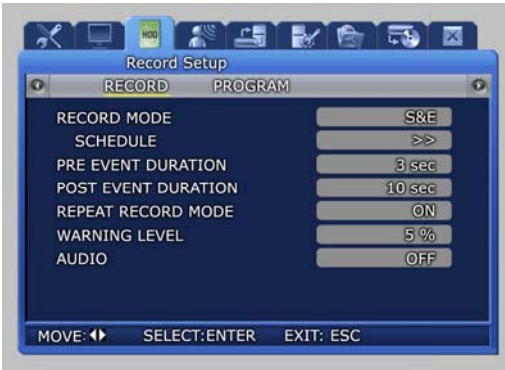 HDD
Record Setup
RECORD PROGRAM
RECORD MODE S&E
SCHEDULE >>
PRE EVENT DURATION 3 sec
POST EVENT DURATION 10 sec
REPEAT RECORD MODE ON
WARNING LEVEL 5 %
AUDIO OFF
MOVE: SELECT:ENTER EXIT: ESC